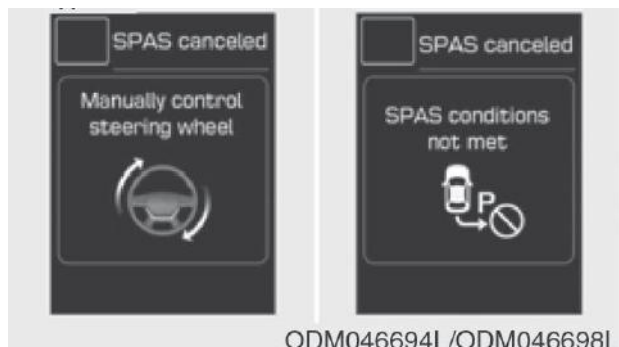 SPAS canceled
Manually control
steering wheel
SPAS canceled
SPAS conditions
not met
P
ODM046694L/ODM046698L